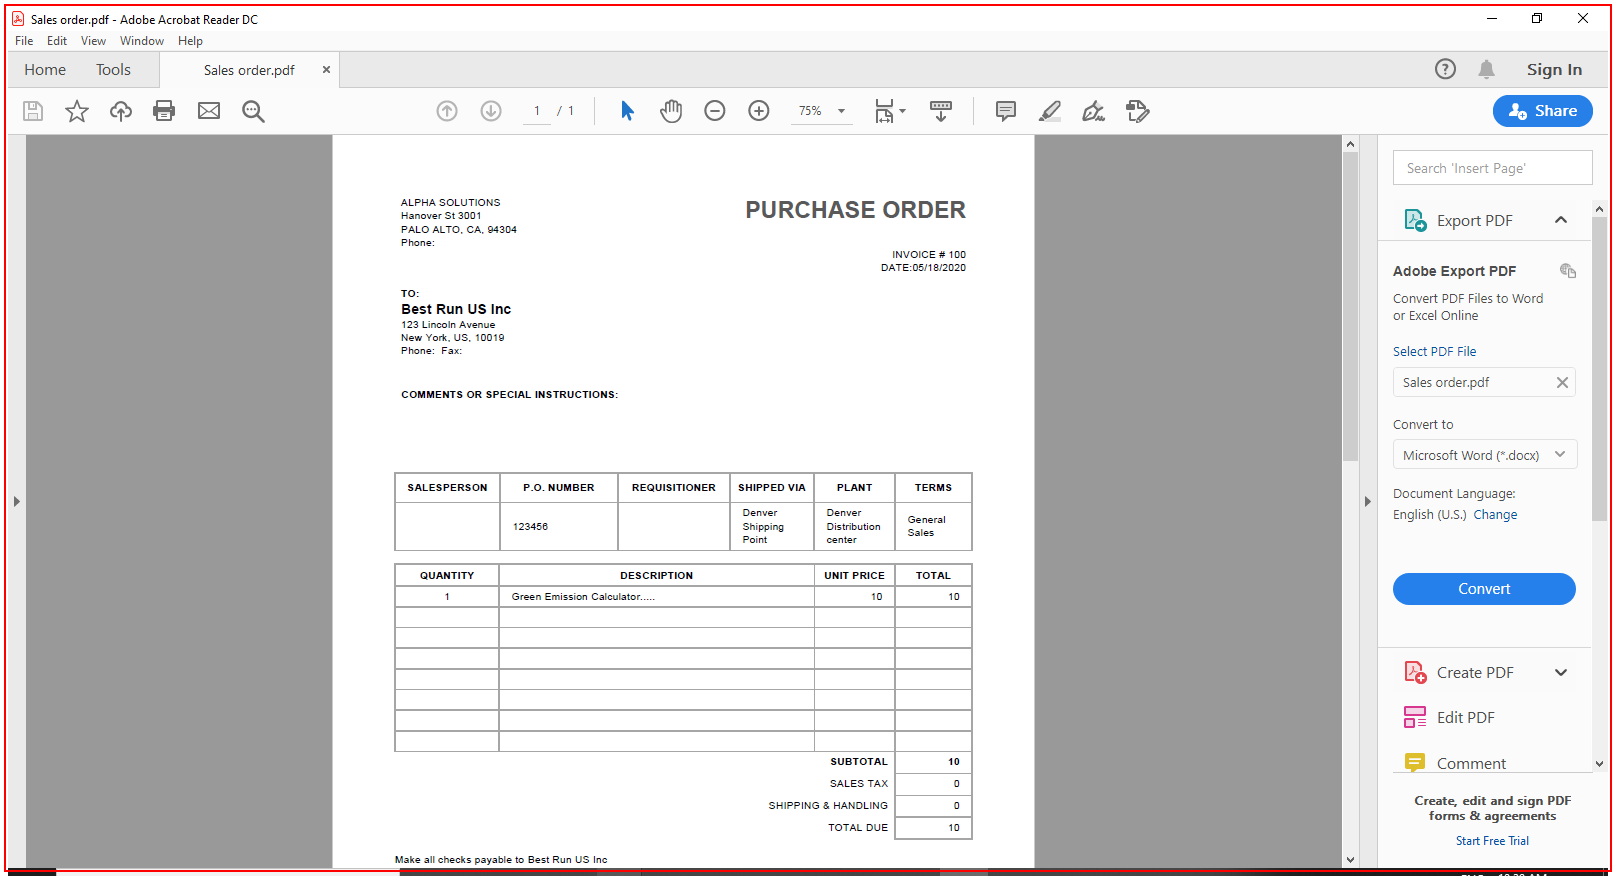 Sales order.pdf - Adobe Acrobat Reader DC
File Edit View Window Help
Home Tools Sales order.pdf × Sign In
1 / 1 75% Share
ALPHA SOLUTIONS
Hanover St 3001
PALO ALTO, CA, 94304
Phone:
PURCHASE ORDER
INVOICE # 100
DATE:05/18/2020
TO:
Best Run US Inc
123 Lincoln Avenue
New York, US, 10019
Phone: Fax:
COMMENTS OR SPECIAL INSTRUCTIONS:
SALESPERSON P.O. NUMBER REQUISITIONER SHIPPED VIA PLANT TERMS
123456
Denver
Shipping
Point
Denver
Distribution
center
General
Sales
QUANTITY DESCRIPTION UNIT PRICE TOTAL
1 Green Emission Calculator..... 10 10
SUBTOTAL 10
SALES TAX 0
SHIPPING & HANDLING 0
TOTAL DUE 10
Make all checks payable to Best Run US Inc
Search 'Insert Page'
Export PDF
Adobe Export PDF
Convert PDF Files to Word
or Excel Online
Select PDF File
Sales order.pdf
Convert to
Microsoft Word (*.docx)
Document Language:
English (U.S.) Change
Convert
Create PDF
Edit PDF
Comment
Create, edit and sign PDF
forms & agreements
Start Free Trial